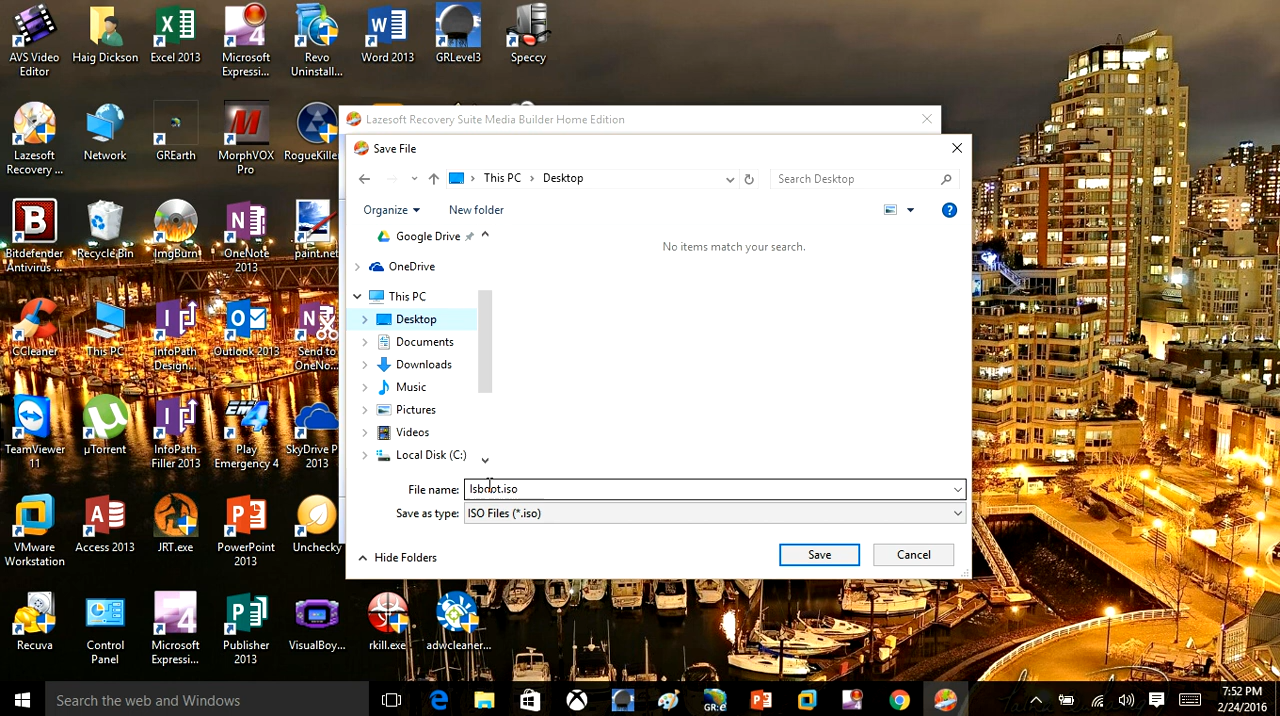 AVS Video
Editor
Haig Dickson
Excel 2013
Microsoft
Expressi...
Revo
Uninstall...
Word 2013
GRLevel3
Speccy
Lazesoft
Recovery ...
Network
GREarth
MorphVOX
Pro
RogueKiller
Bitdefender
Antivirus ...
Recycle Bin
ImgBurn
OneNote
2013
paint.net
CCleaner
This PC
InfoPath
Design...
Outlook 2013
Send to
OneNo...
TeamViewer
11
µTorrent
InfoPath
Filler 2013
Play
Emergency 4
SkyDrive P
2013
VMware
Workstation
Access 2013
JRT.exe
PowerPoint
2013
Unchecky
Recuva
Control
Panel
Microsoft
Expressi...
Publisher
2013
VisualBoy...
rkill.exe
adwcleaner...
Lazesoft Recovery Suite Media Builder Home Edition
Save File
This PC > Desktop
Search Desktop
Organize
New folder
Google Drive
OneDrive
This PC
Desktop
Documents
Downloads
Music
Pictures
Videos
Local Disk (C:)
No items match your search.
File name: lsboot.iso
Save as type: ISO Files (*.iso)
Hide Folders
Save
Cancel
Search the web and Windows
7:52 PM
2/24/2016